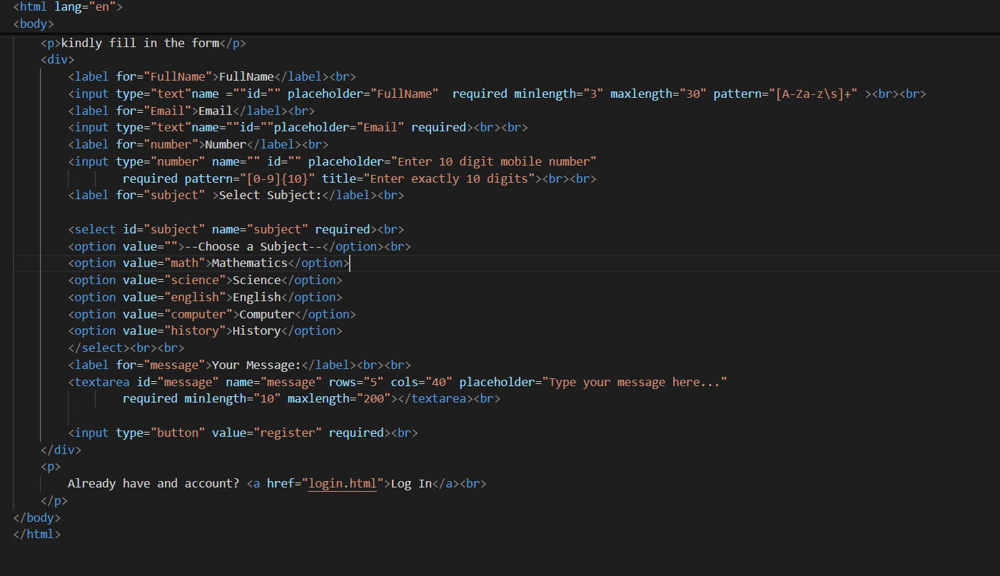 <html lang="en">
<body>
<p>kindly fill in the form</p>
<div>
<label for="FullName">FullName</label><br>
<input type="text"name =""id="" placeholder="FullName"  required minlength="3" maxlength="30" pattern="[A-Za-z\s]+" ><br><br>
<label for="Email">Email</label><br>
<input type="text"name=""id=""placeholder="Email" required><br><br>
<label for="number">Number</label><br>
<input type="number" name="" id="" placeholder="Enter 10 digit mobile number"
required pattern="[0-9]{10}" title="Enter exactly 10 digits"><br><br>
<label for="subject" >Select Subject:</label><br>
<select id="subject" name="subject" required><br>
<option value="">--Choose a Subject--</option><br>
<option value="math">Mathematics</option>
<option value="science">Science</option>
<option value="english">English</option>
<option value="computer">Computer</option>
<option value="history">History</option>
</select><br><br>
<label for="message">Your Message:</label><br><br>
<textarea id="message" name="message" rows="5" cols="40" placeholder="Type your message here..."
required minlength="10" maxlength="200"></textarea><br>
<input type="button" value="register" required><br>
</div>
<p>
Already have and account? <a href="login.html">Log In</a><br>
</p>
</body>
</html>